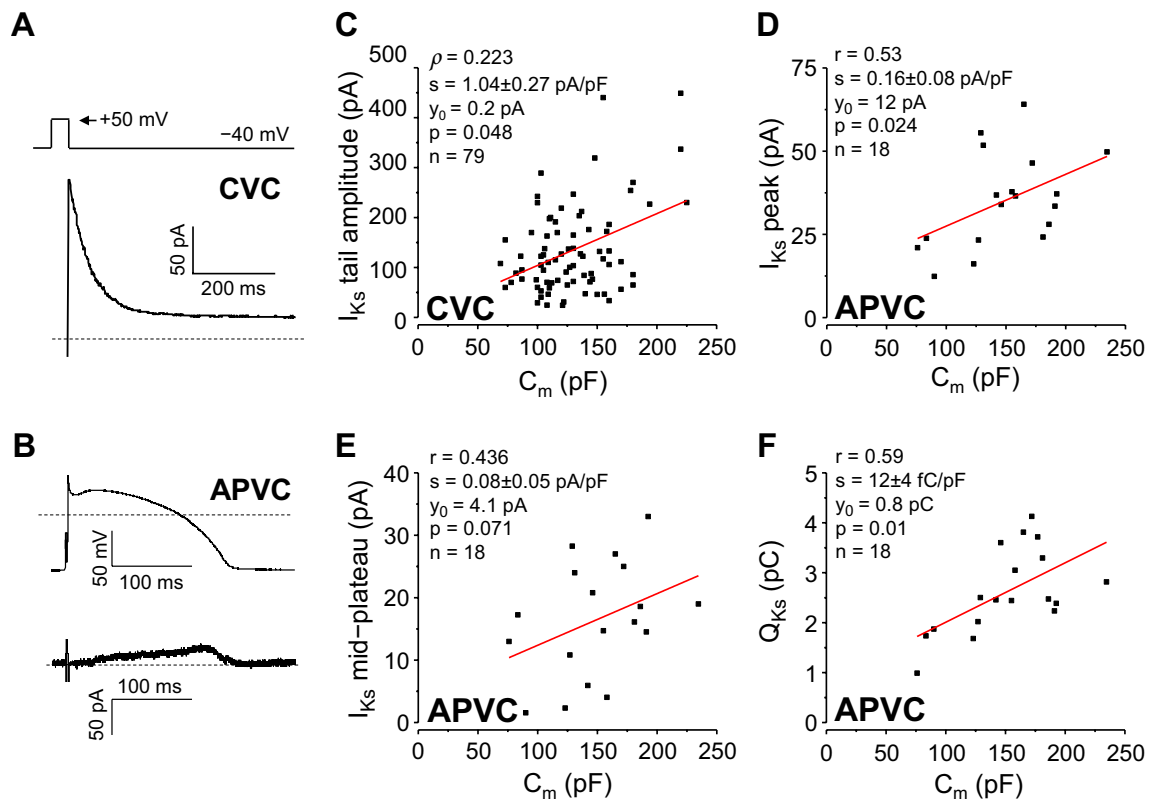 A
+50 mV
−40 mV
CVC
50 pA
200 ms
B
APVC
50 mV
100 ms
100 ms
50 pA
C
ρ = 0.223
s = 1.04±0.27 pA/pF
y0 = 0.2 pA
p = 0.048
n = 79
IKs tail amplitude (pA)
500
400
300
200
100
0
CVC
0 50 100 150 200 250
Cm (pF)
D
r = 0.53
s = 0.16±0.08 pA/pF
y0 = 12 pA
p = 0.024
n = 18
IKs peak (pA)
75
50
25
0
APVC
0 50 100 150 200 250
Cm (pF)
E
r = 0.436
s = 0.08±0.05 pA/pF
y0 = 4.1 pA
p = 0.071
n = 18
IKs mid−plateau (pA)
40
30
20
10
0
APVC
0 50 100 150 200 250
Cm (pF)
F
r = 0.59
s = 12±4 fC/pF
y0 = 0.8 pC
p = 0.01
n = 18
QKs (pC)
5
4
3
2
1
0
APVC
0 50 100 150 200 250
Cm (pF)